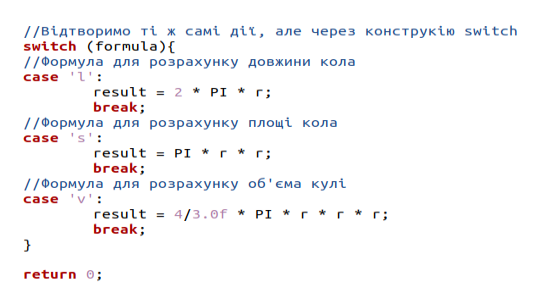 //Відтворимо ті ж самі дії, але через конструкію switch
switch (formula){
//Формула для розрахунку довжини кола
case 'l':
        result = 2 * PI * r;
        break;
//Формула для розрахунку площі кола
case 's':
        result = PI * r * r;
        break;
//Формула для розрахунку об'єма кулі
case 'v':
        result = 4/3.0f * PI * r * r * r;
        break;
}

return 0;